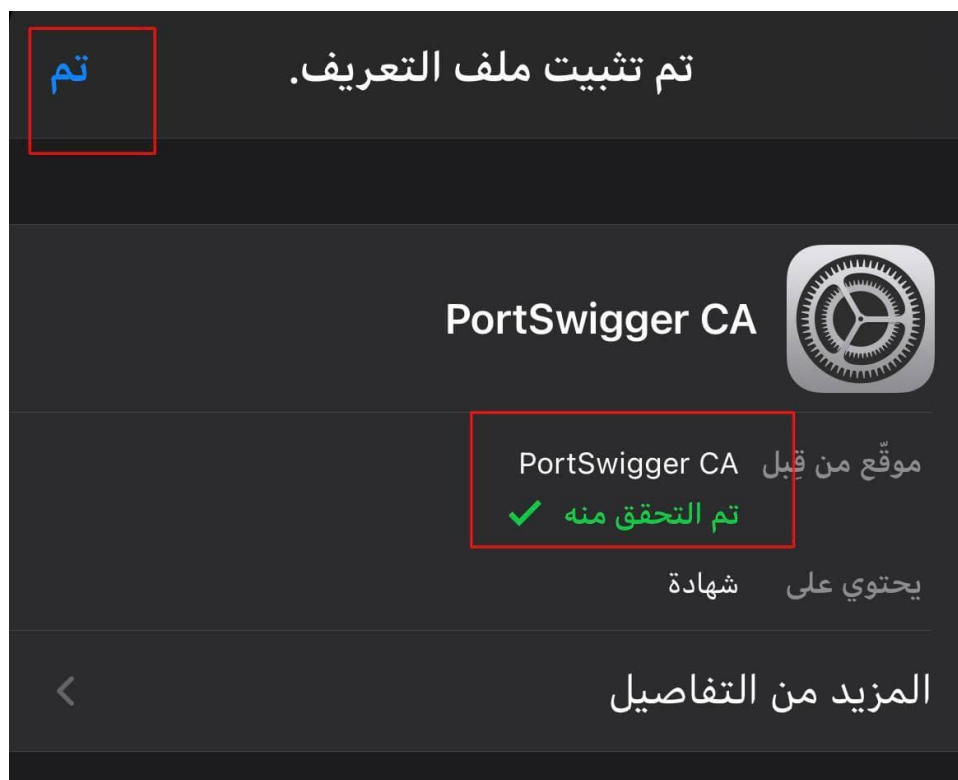 تم تثبيت ملف التعريف.
تم
PortSwigger CA
موقّع من قِبل PortSwigger CA
تم التحقق منه ✓
يحتوي على شهادة
المزيد من التفاصيل